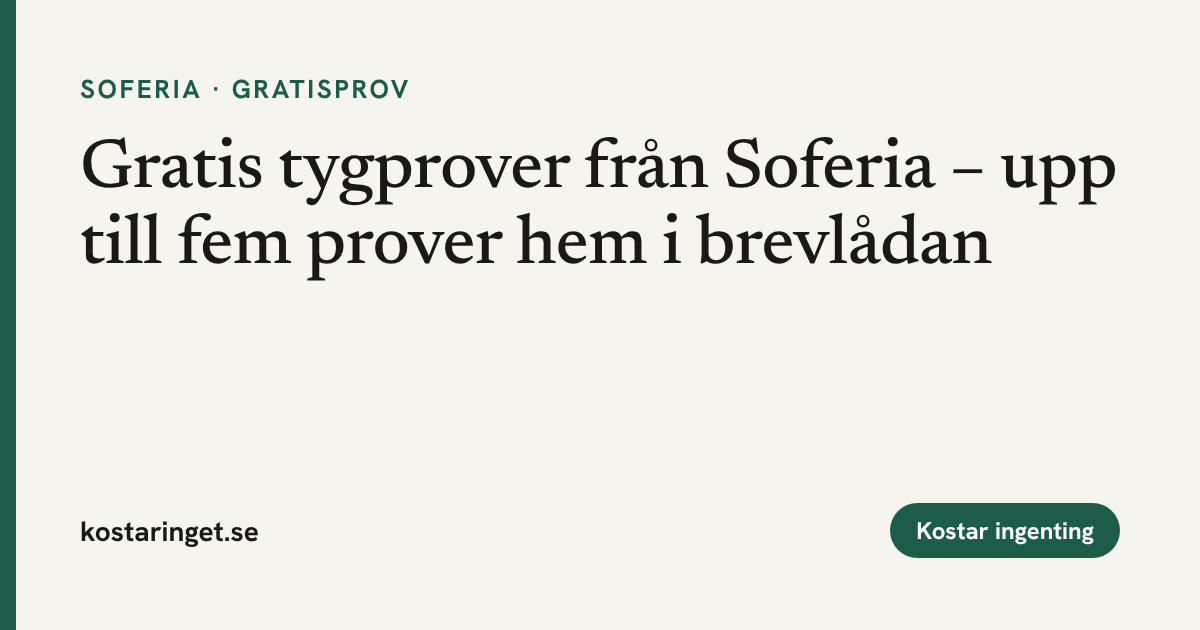 SOFERIA · GRATISPROV
Gratis tygprover från Soferia – upp
till fem prover hem i brevlådan
kostaringet.se
Kostar ingenting